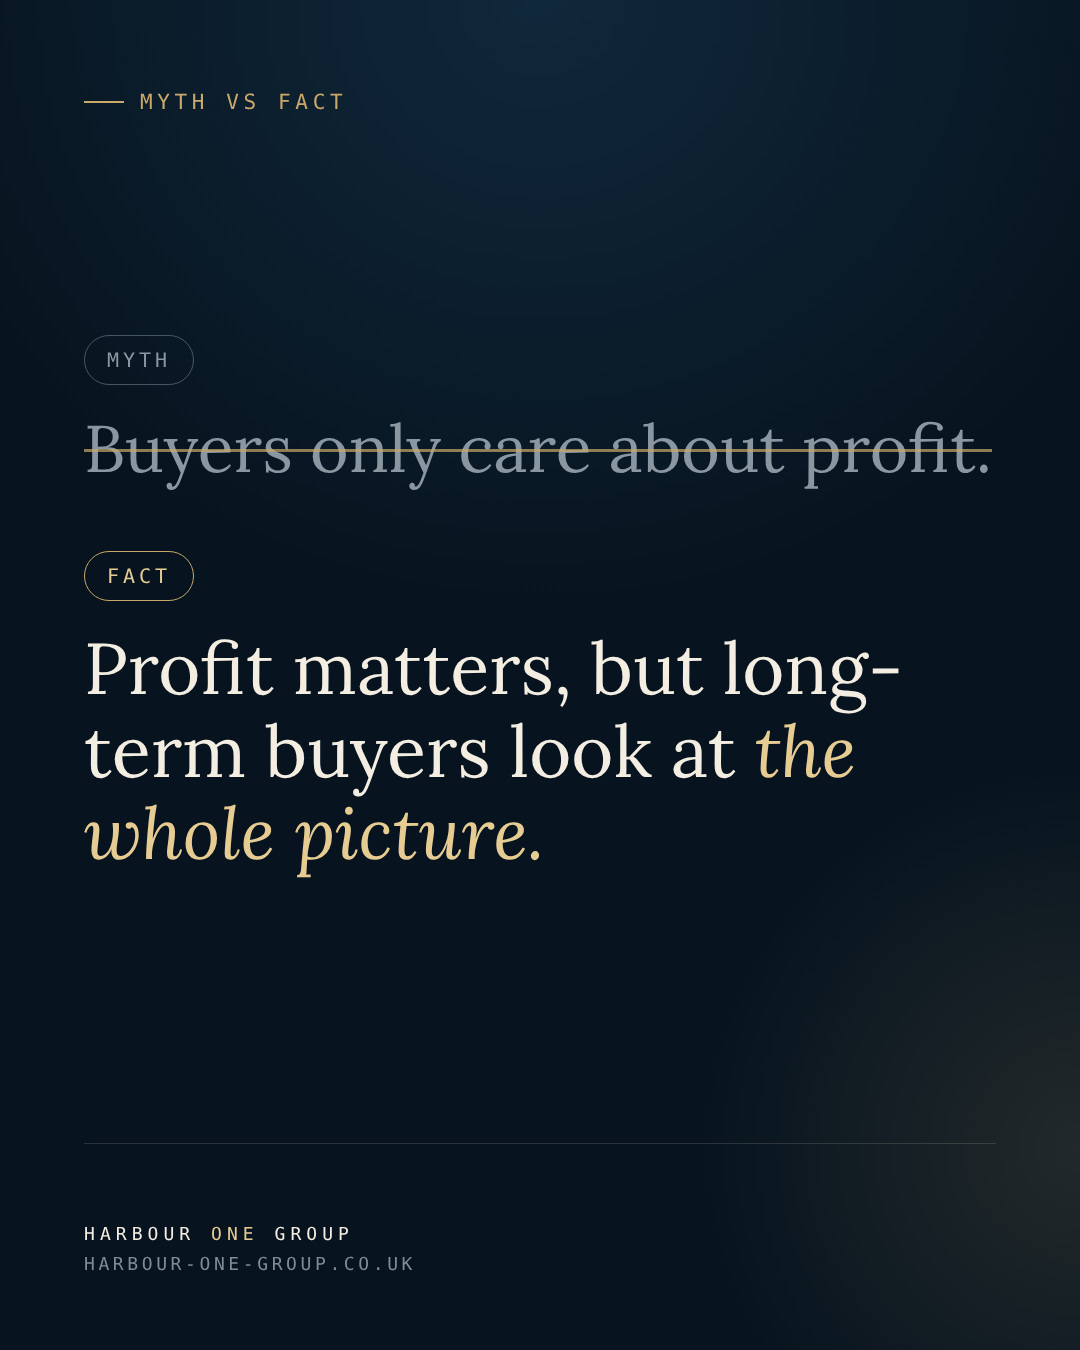 MYTH VS FACT
MYTH
Buyers only care about profit.
FACT
Profit matters, but long-
term buyers look at the
whole picture.
HARBOUR ONE GROUP
HARBOUR-ONE-GROUP.CO.UK